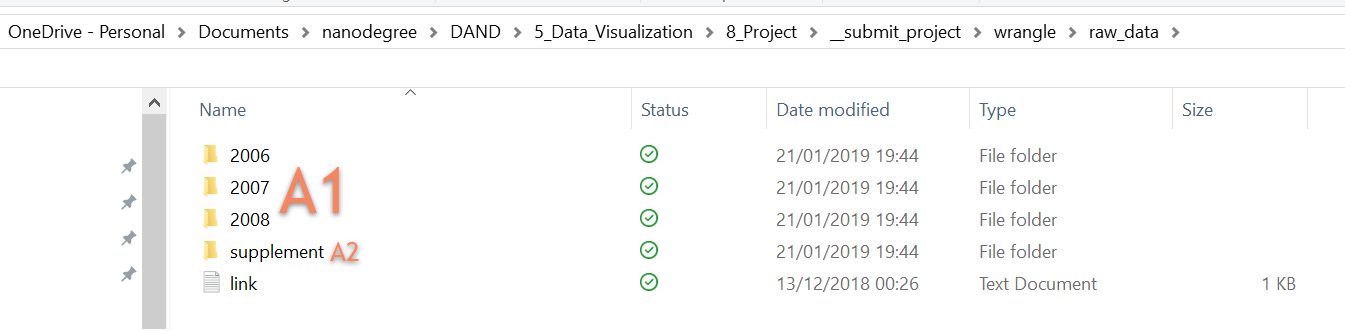 OneDrive - Personal > Documents > nanodegree > DAND > 5_Data_Visualization > 8_Project > __submit_project > wrangle > raw_data >
Name Status Date modified Type Size
2006 21/01/2019 19:44 File folder
2007 21/01/2019 19:44 File folder
A1
2008 21/01/2019 19:44 File folder
supplement A2 21/01/2019 19:44 File folder
link 13/12/2018 00:26 Text Document 1 KB